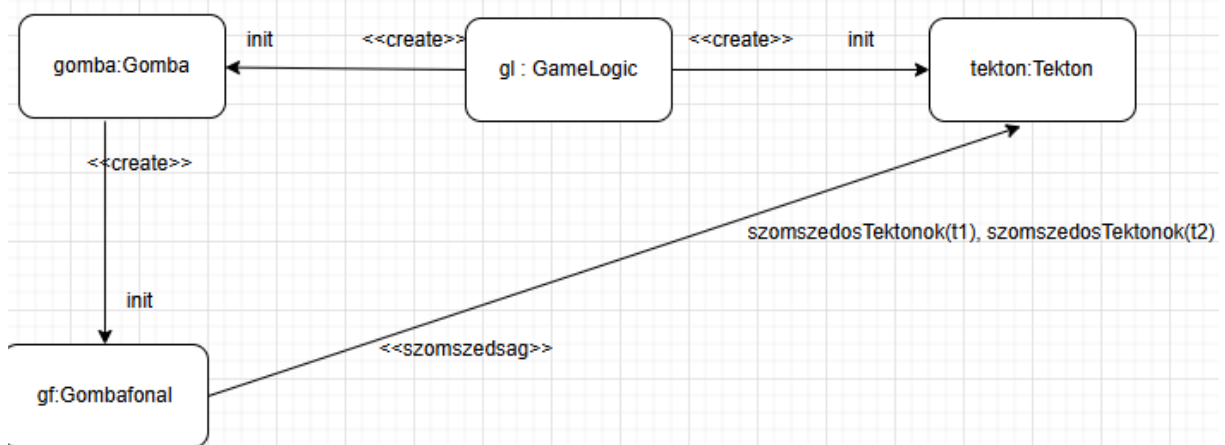 init
<<create>>
<<create>>
init
gomba:Gomba
gl : GameLogic
tekton:Tekton
<<create>>
szomszedosTektonok(t1), szomszedosTektonok(t2)
init
<<szomszedsag>>
gf:Gombafonal